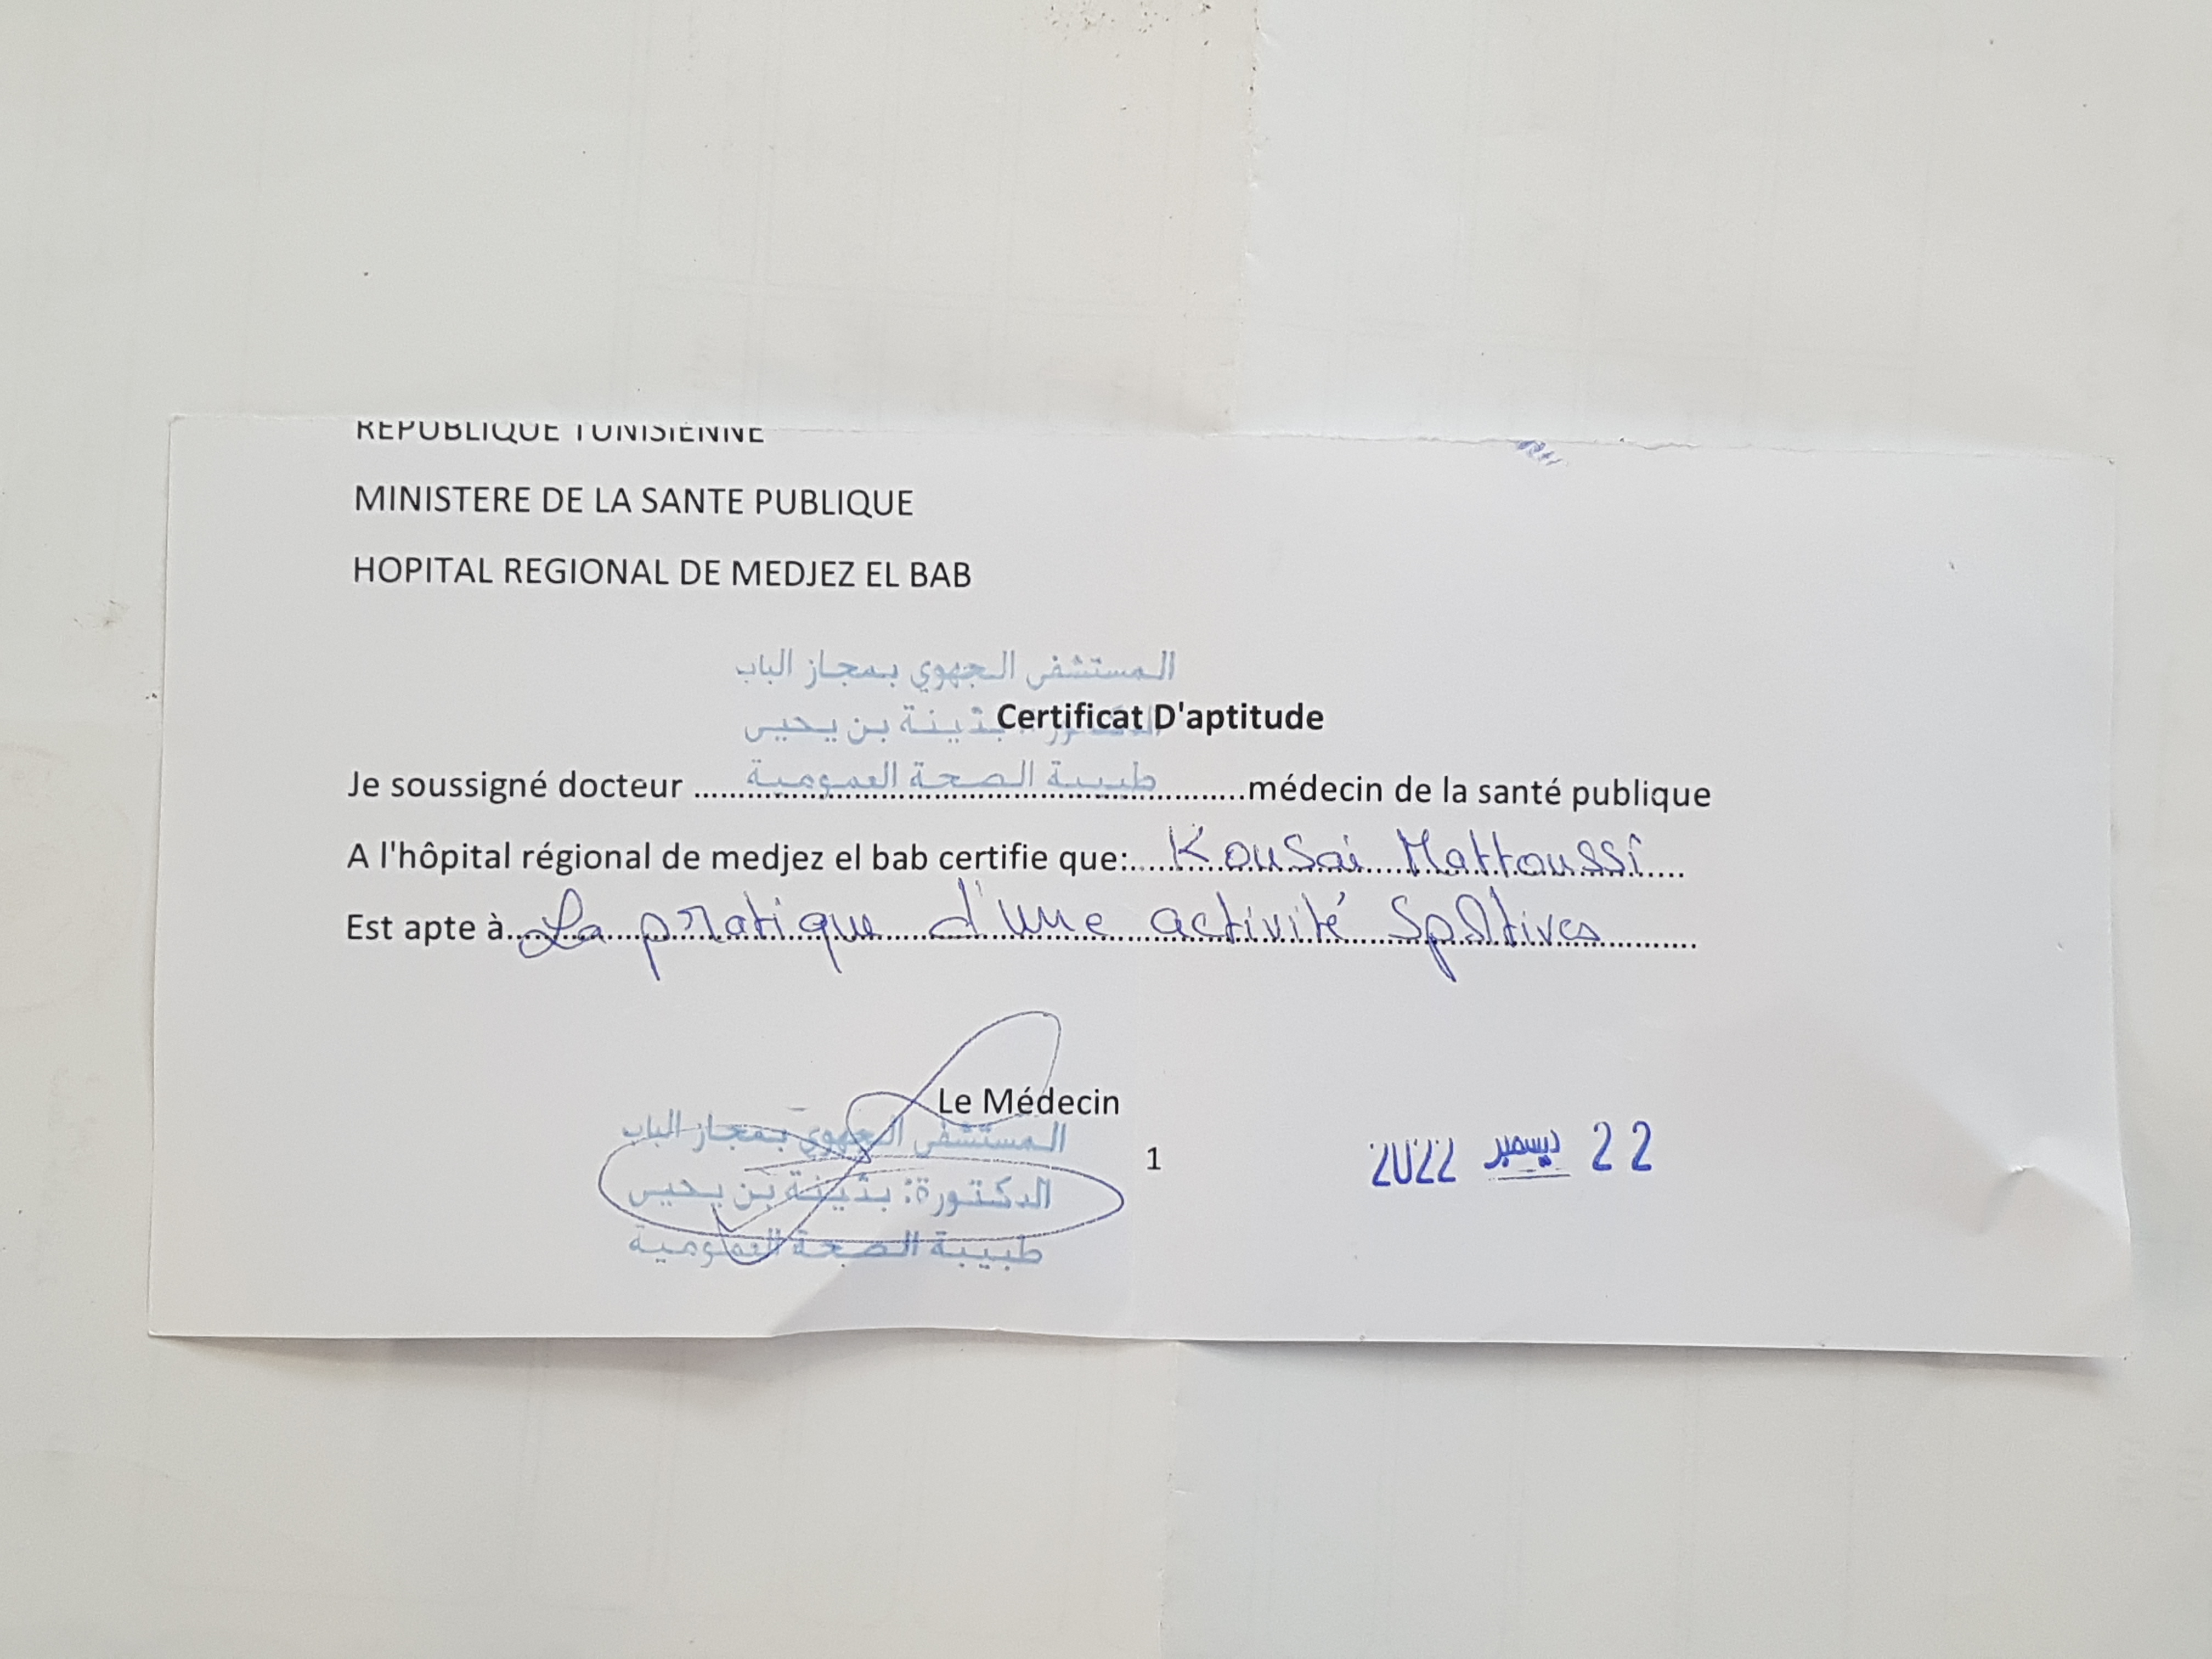 REPUBLIQUE TUNISIENNE
MINISTERE DE LA SANTE PUBLIQUE
HOPITAL REGIONAL DE MEDJEZ EL BAB
المستشفى الجهوي بمجاز الباب
Certificat D'aptitude
الدكتورة بثينة بن يحيى
طبيبة الصحة العمومية
Je soussigné docteur ........................médecin de la santé publique
A l'hôpital régional de medjez el bab certifie que:.... Kousai Mattoussi....
Est apte à... La pratique d'une activité Sportives...
Le Médecin
المستشفى الجهوي بمجاز الباب
1
22 ديسمبر 2022
الدكتورة: بثينة بن يحيى
طبيبة الصحة العمومية